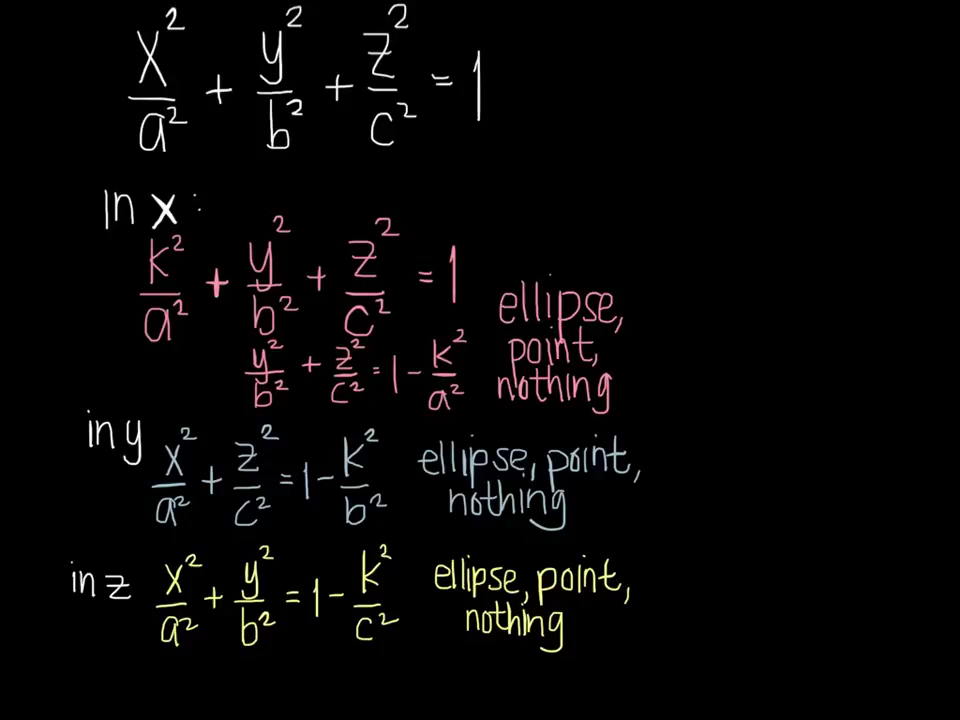 x²/a² + y²/b² + z²/c² = 1
In x:
k²/a² + y²/b² + z²/c² = 1
y²/b² + z²/c² = 1 - k²/a²
ellipse,
point,
nothing
in y
x²/a² + z²/c² = 1 - k²/b²
ellipse, point,
nothing
in z
x²/a² + y²/b² = 1 - k²/c²
ellipse, point,
nothing